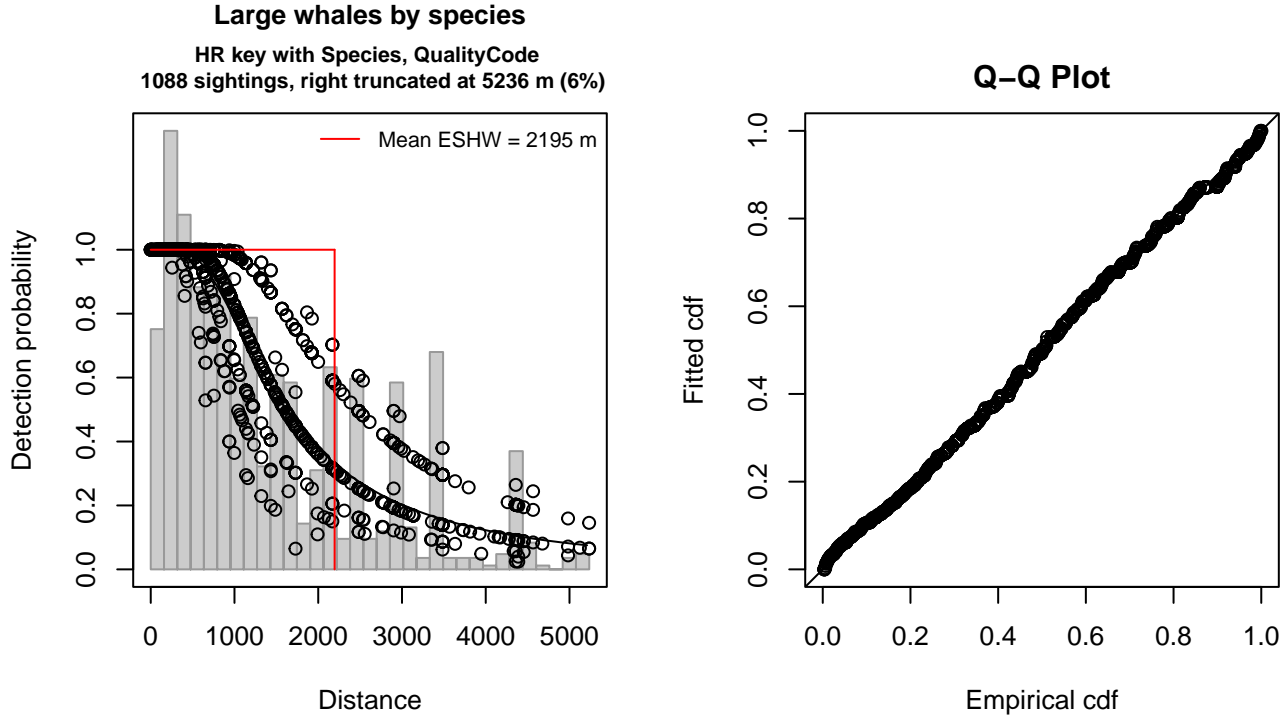 Large whales by species
HR key with Species, QualityCode
1088 sightings, right truncated at 5236 m (6%)
Mean ESHW = 2195 m
Detection probability
1.0
0.8
0.6
0.4
0.2
0.0
0 1000 2000 3000 4000 5000
Distance
Q−Q Plot
Fitted cdf
1.0
0.8
0.6
0.4
0.2
0.0
0.0 0.2 0.4 0.6 0.8 1.0
Empirical cdf